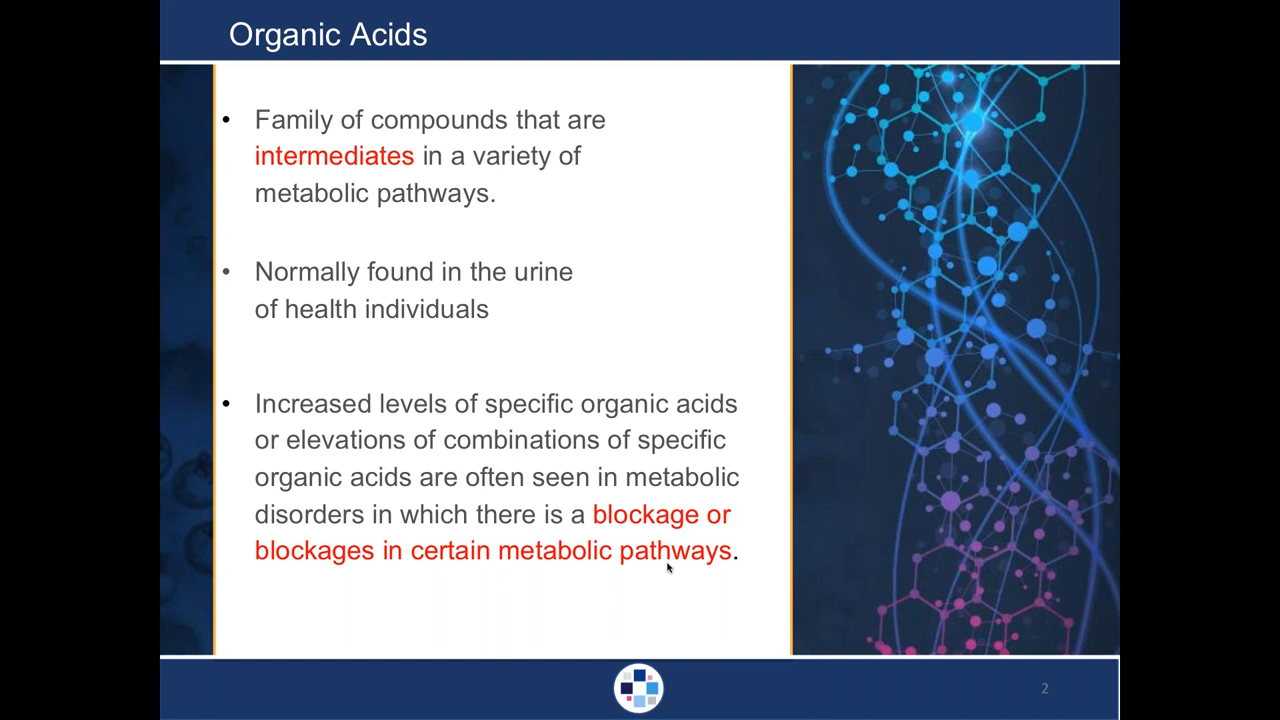 Organic Acids
• Family of compounds that are
intermediates in a variety of
metabolic pathways.
• Normally found in the urine
of health individuals
• Increased levels of specific organic acids
or elevations of combinations of specific
organic acids are often seen in metabolic
disorders in which there is a blockage or
blockages in certain metabolic pathways.
2